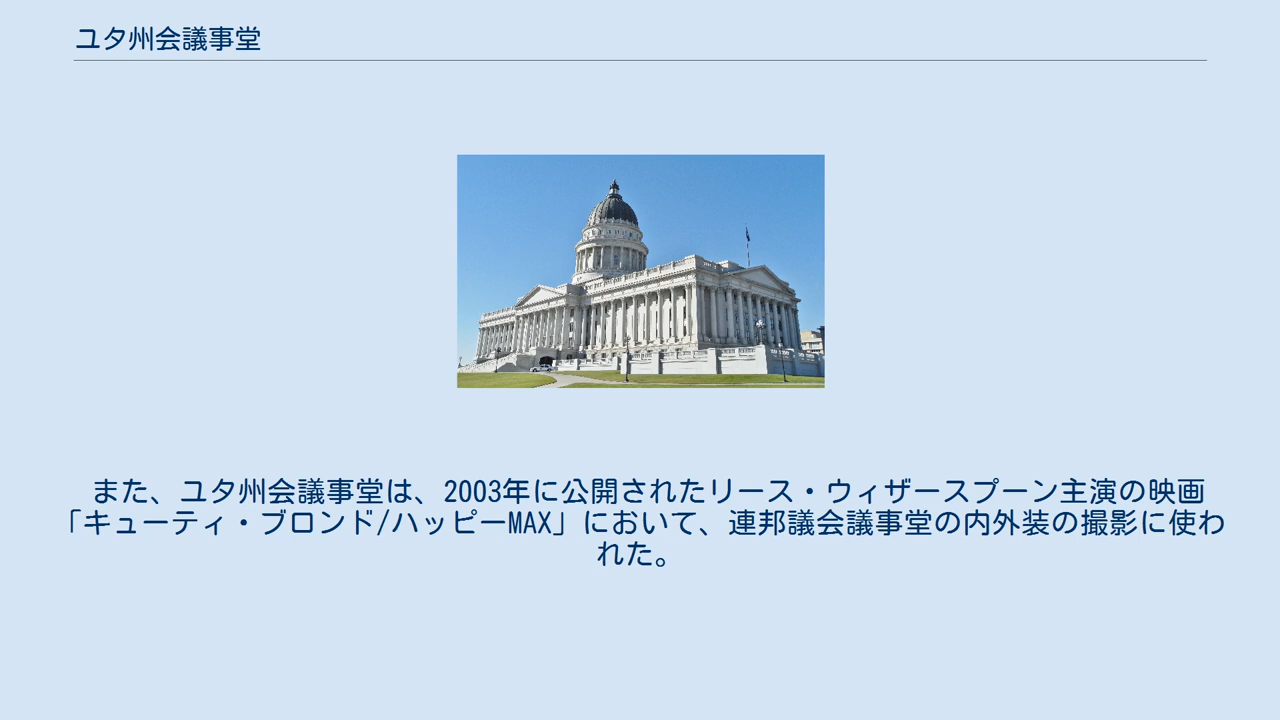 ユタ州会議事堂
また、ユタ州会議事堂は、2003年に公開されたリース・ウィザースプーン主演の映画
「キューティ・ブロンド/ハッピーMAX」において、連邦議会議事堂の内外装の撮影に使わ
れた。